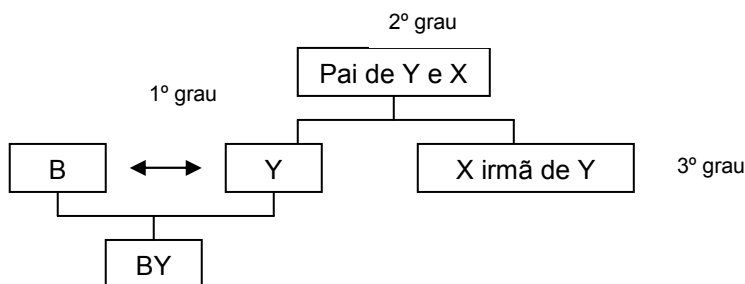 2º grau
Pai de Y e X
1º grau
B
Y
X irmã de Y
3º grau
BY